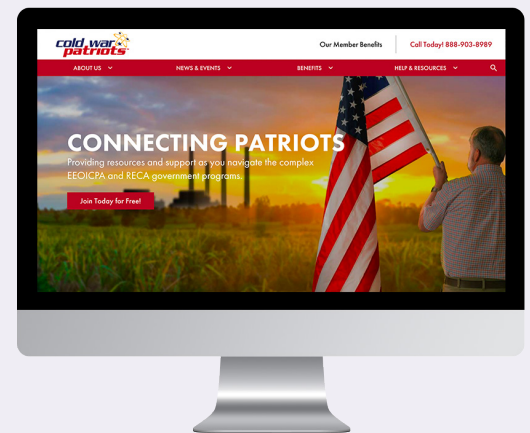 cold war
patriots
Our Member Benefits
Call Today! 888-903-8989
ABOUT US
NEWS & EVENTS
BENEFITS
HELP & RESOURCES
CONNECTING PATRIOTS
Providing resources and support as you navigate the complex
EEOICPA and RECA government programs.
Join Today for Free!